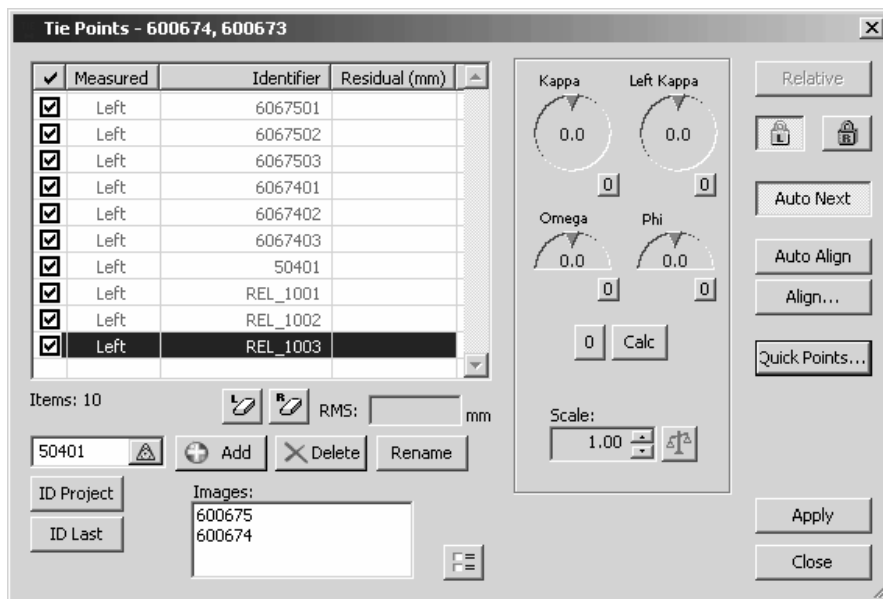 Tie Points - 600674, 600673
Measured Identifier Residual (mm)
Left 6067501
Left 6067502
Left 6067503
Left 6067401
Left 6067402
Left 6067403
Left 50401
Left REL_1001
Left REL_1002
Left REL_1003
Items: 10
L
R
RMS:
mm
50401
Add
Delete
Rename
ID Project
ID Last
Images:
600675
600674
Kappa
Left Kappa
0.0
0.0
0
0
Omega
Phi
0.0
0.0
0
0
0
Calc
Scale:
1.00
Relative
L
R
Auto Next
Auto Align
Align...
Quick Points...
Apply
Close